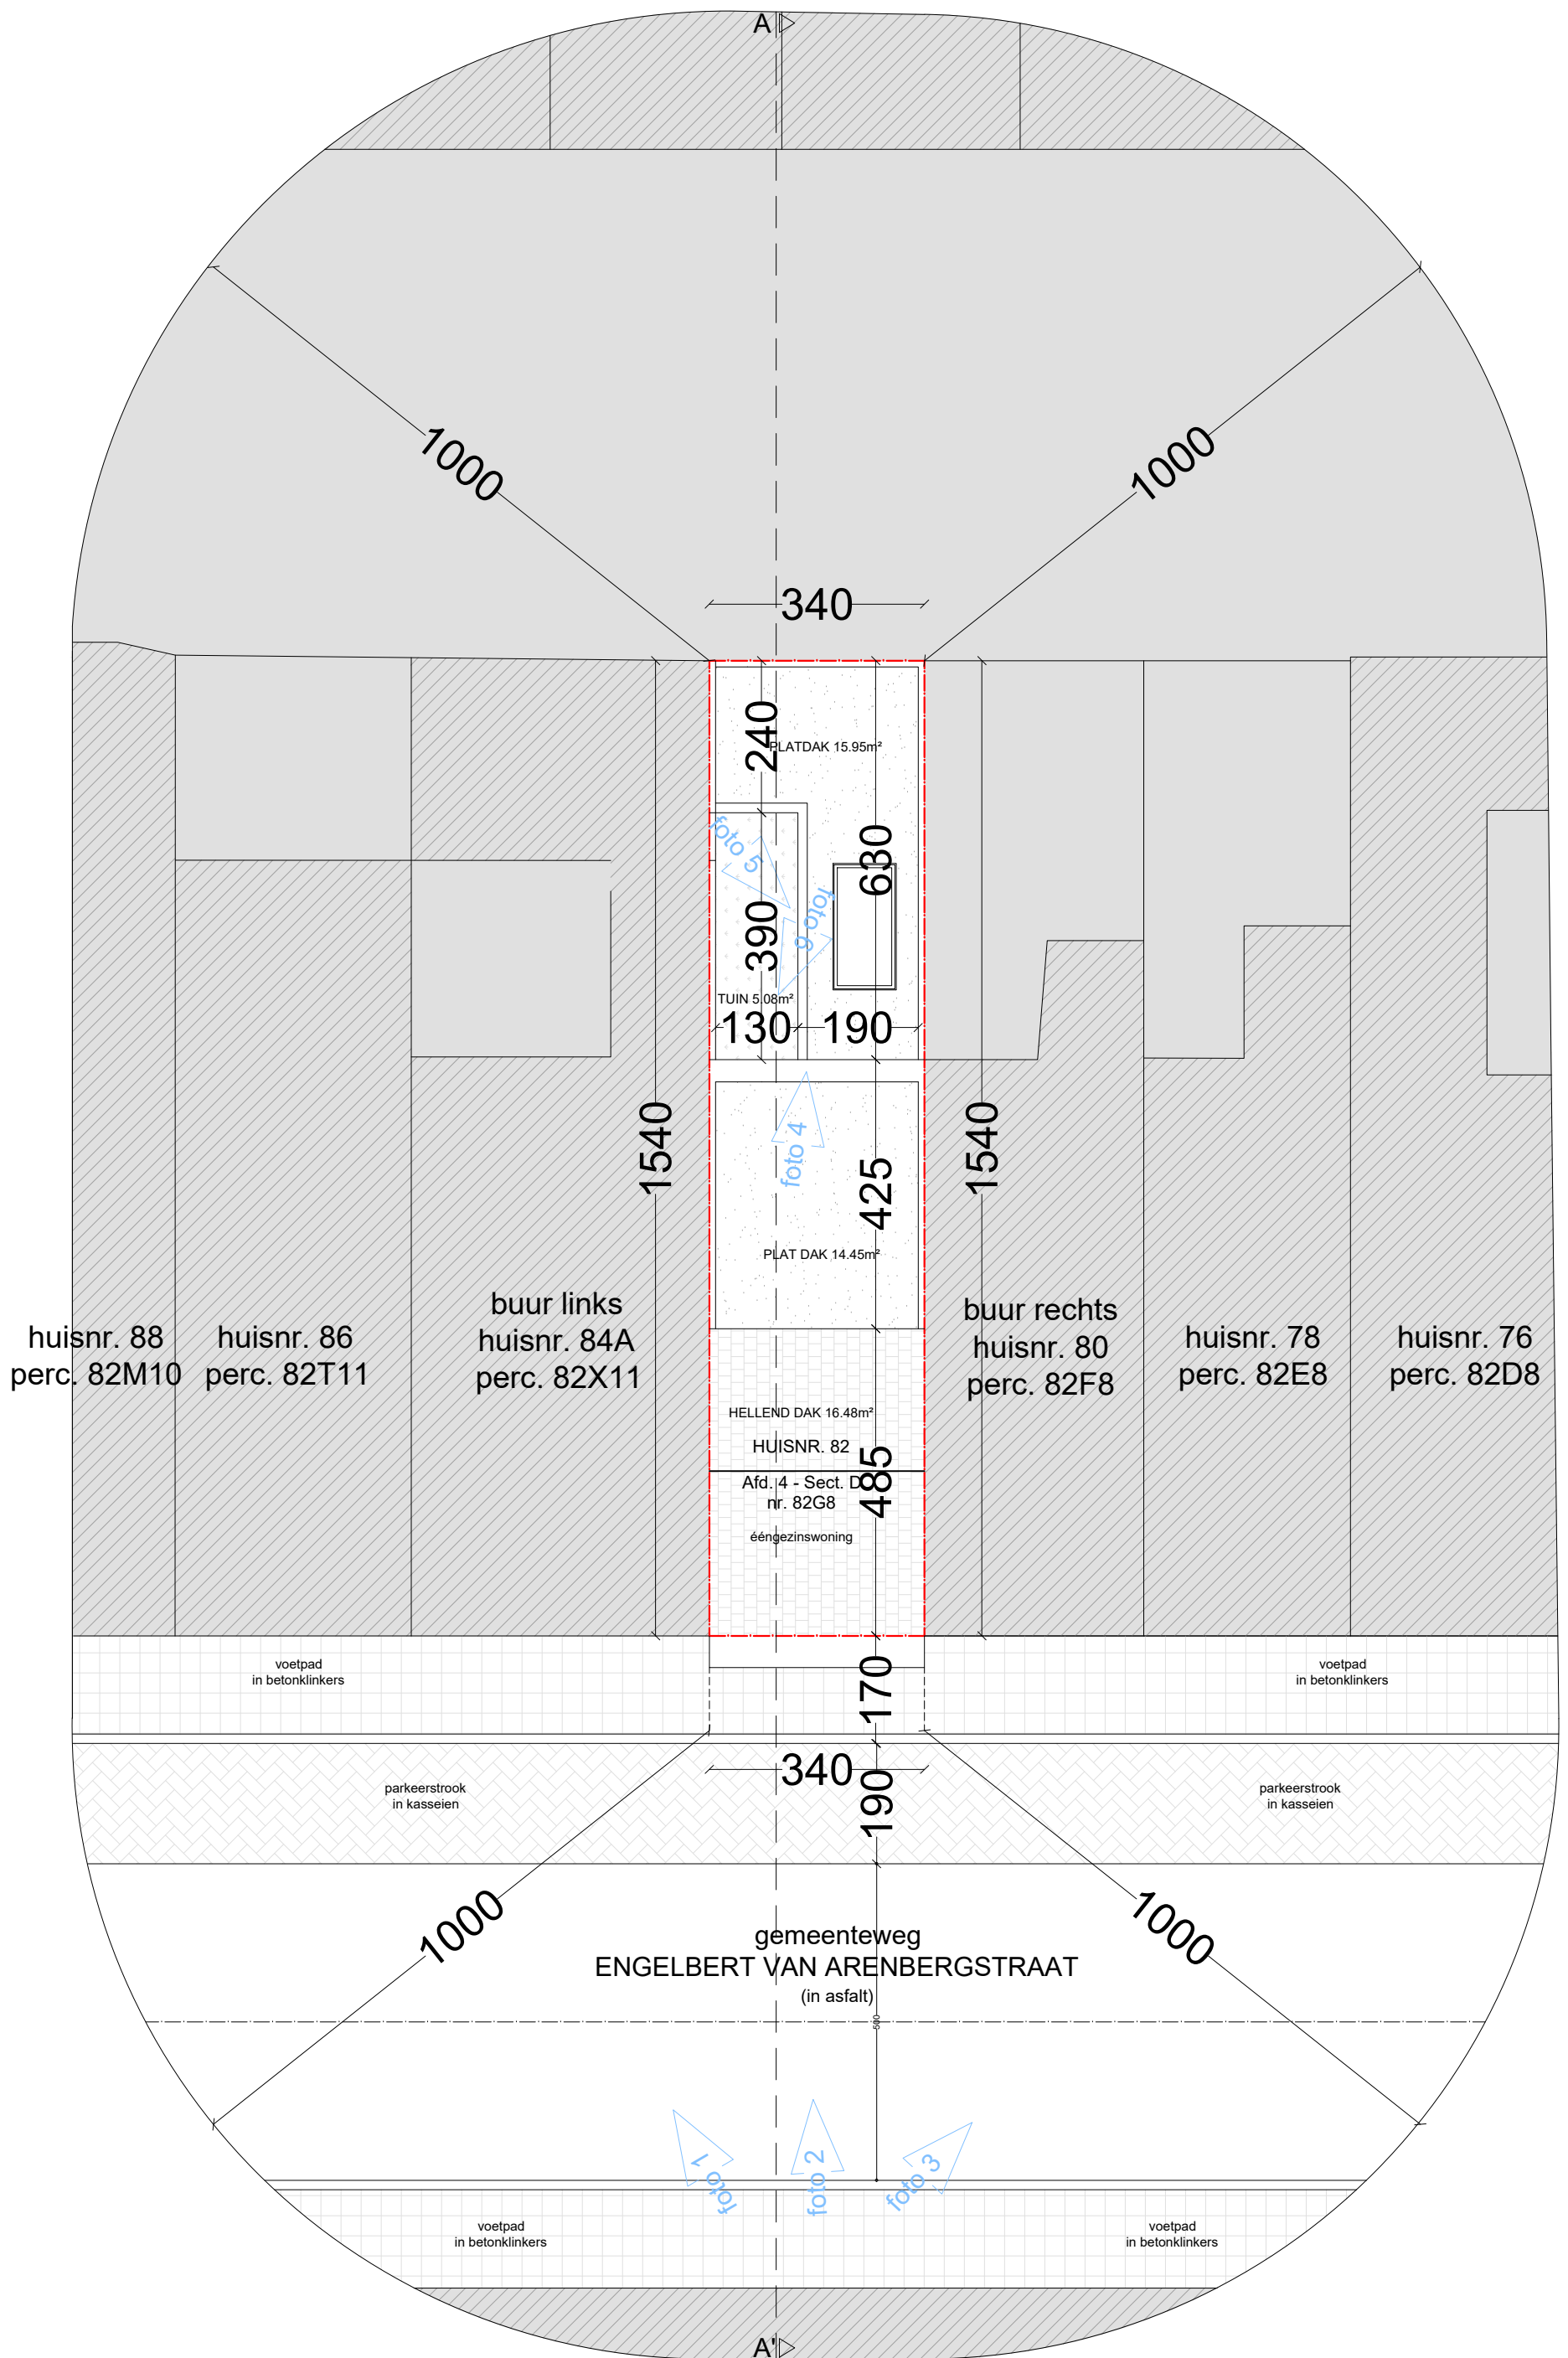 A
1000
1000
340
240
PLATDAK 15.95m²
630
foto 5
foto 6
390
TUIN 5.08m²
130
190
1540
1540
foto 4
425
PLAT DAK 14.45m²
huisnr. 88
perc. 82M10
huisnr. 86
perc. 82T11
buur links
huisnr. 84A
perc. 82X11
buur rechts
huisnr. 80
perc. 82F8
huisnr. 78
perc. 82E8
huisnr. 76
perc. 82D8
HELLEND DAK 16.48m²
HUISNR. 82
485
Afd. 4 - Sect. D
nr. 82G8
ééngezinswoning
voetpad
in betonklinkers
170
voetpad
in betonklinkers
340
190
parkeerstrook
in kasseien
parkeerstrook
in kasseien
1000
1000
gemeenteweg
ENGELBERT VAN ARENBERGSTRAAT
(in asfalt)
500
foto 1
foto 2
foto 3
voetpad
in betonklinkers
voetpad
in betonklinkers
A'